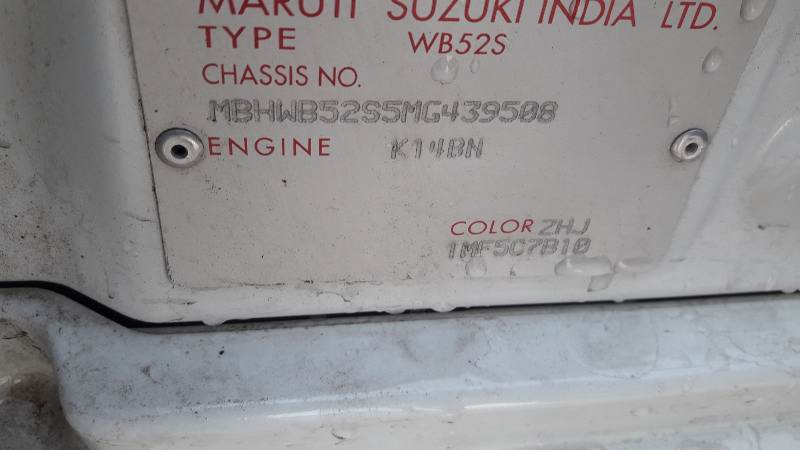 MARUTI SUZUKI INDIA LTD.
TYPE WB52S
CHASSIS NO.
MBHWB52S5MG439508
ENGINE K14BN
COLOR ZHJ
1MF5C7B10